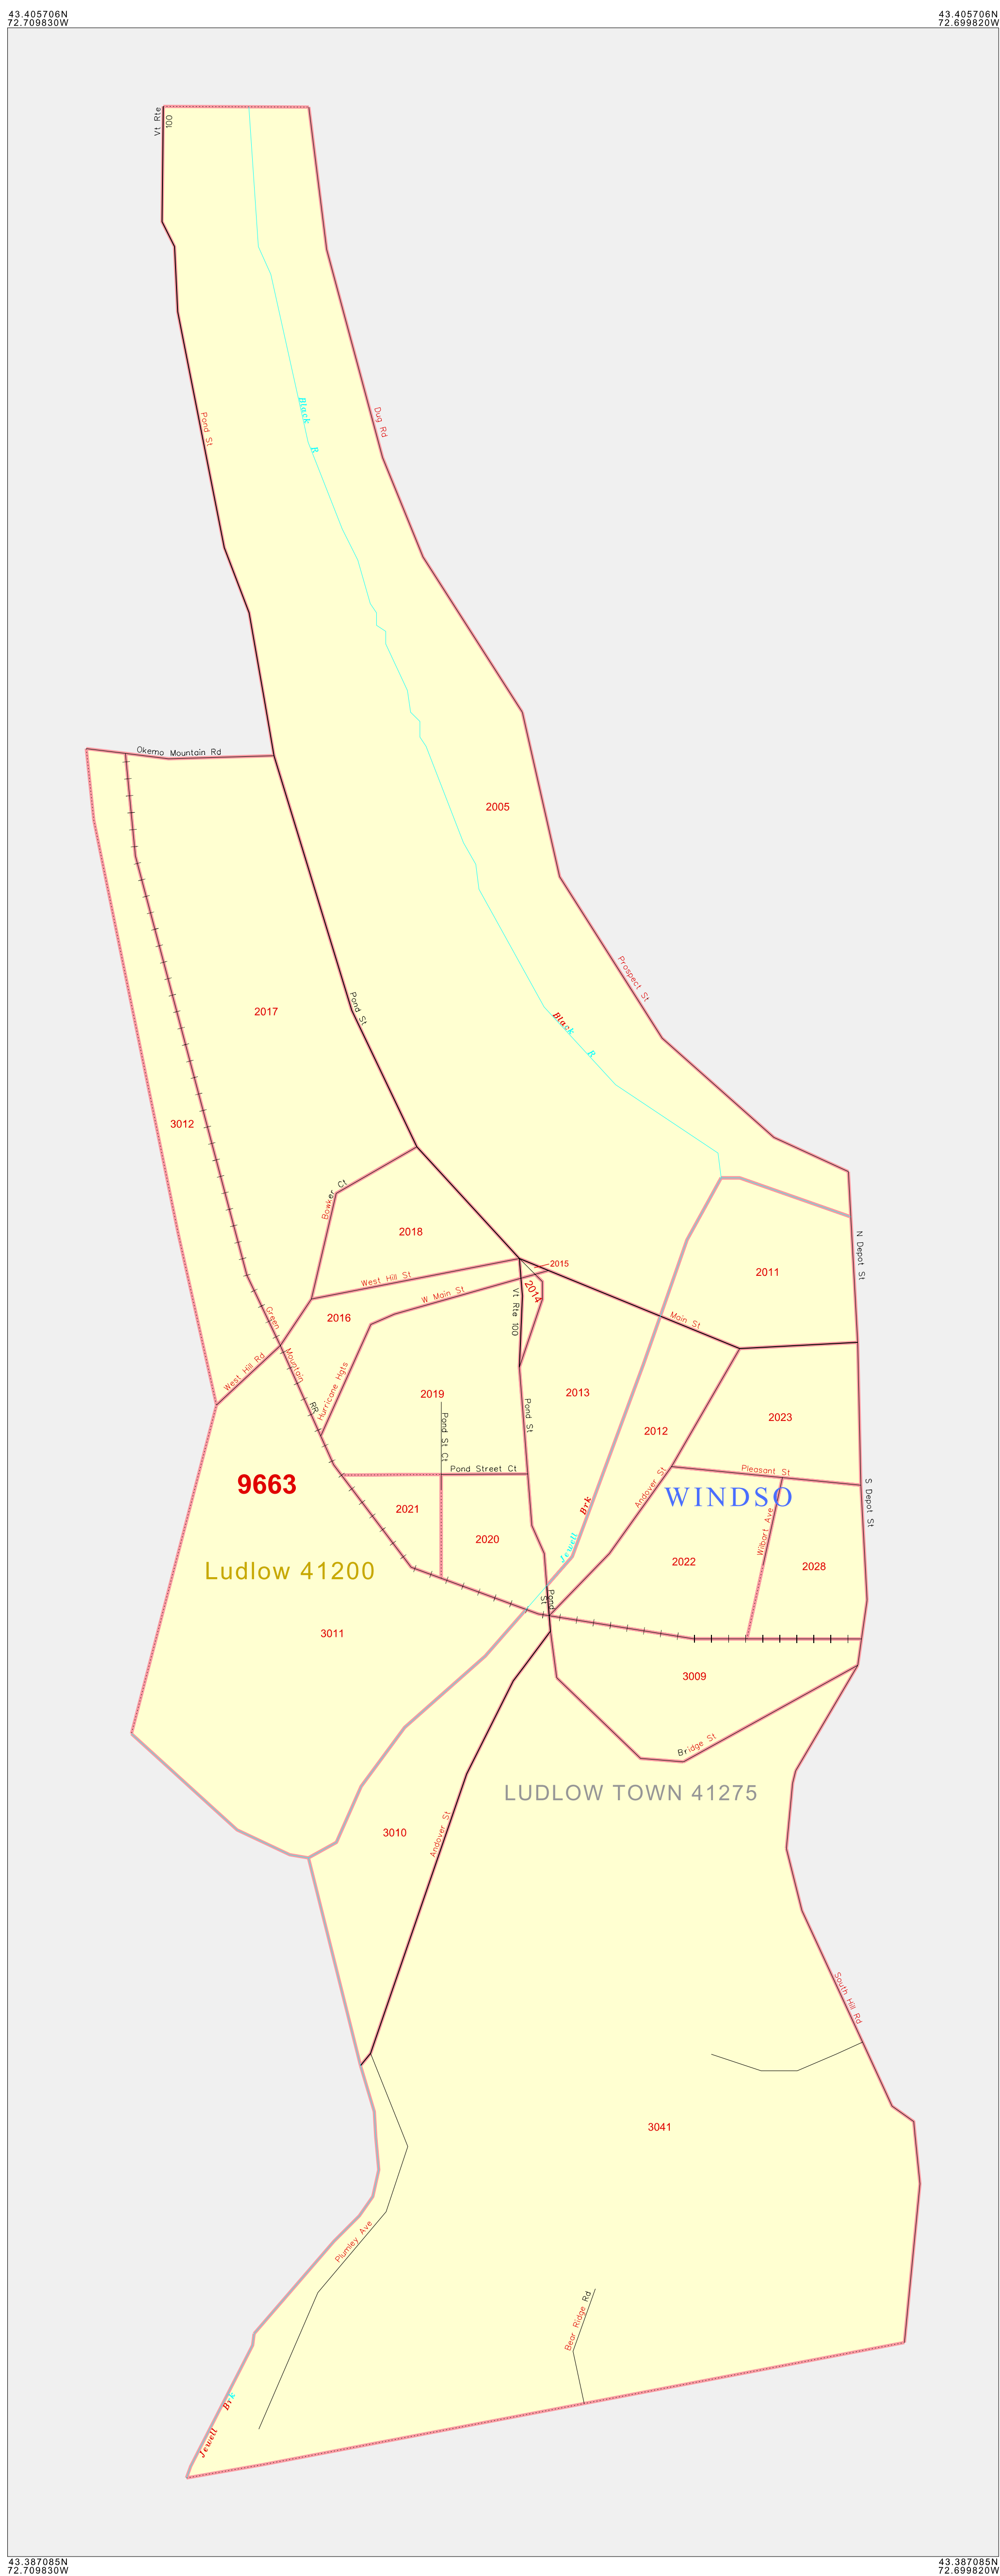 43.405706N
72.709830W
43.405706N
72.699820W
Vt Rte
100
Pond St
Black R
Dug Rd
Okemo Mountain Rd
2005
Prospect St
2017
Pond St
Black R
3012
Bowker Ct
2018
N Depot St
2015
2011
West Hill St
W Main St
2014
Vt Rte 100
2016
Green Mountain RR
Main St
West Hill Rd
Hurricane Hgts
2019
2013
2023
Pond St
Pond St Ct
2012
Pond Street Ct
Pleasant St
9663
Andover St
WINDSO
S Depot St
2021
Jewell Brk
Wilbart Ave
2020
2022
2028
Ludlow 41200
Pond
St
3011
3009
Bridge St
LUDLOW TOWN 41275
3010
Andover St
South Hill Rd
3041
Plumley Ave
Bear Ridge Rd
Jewell Brk
43.387085N
72.709830W
43.387085N
72.699820W